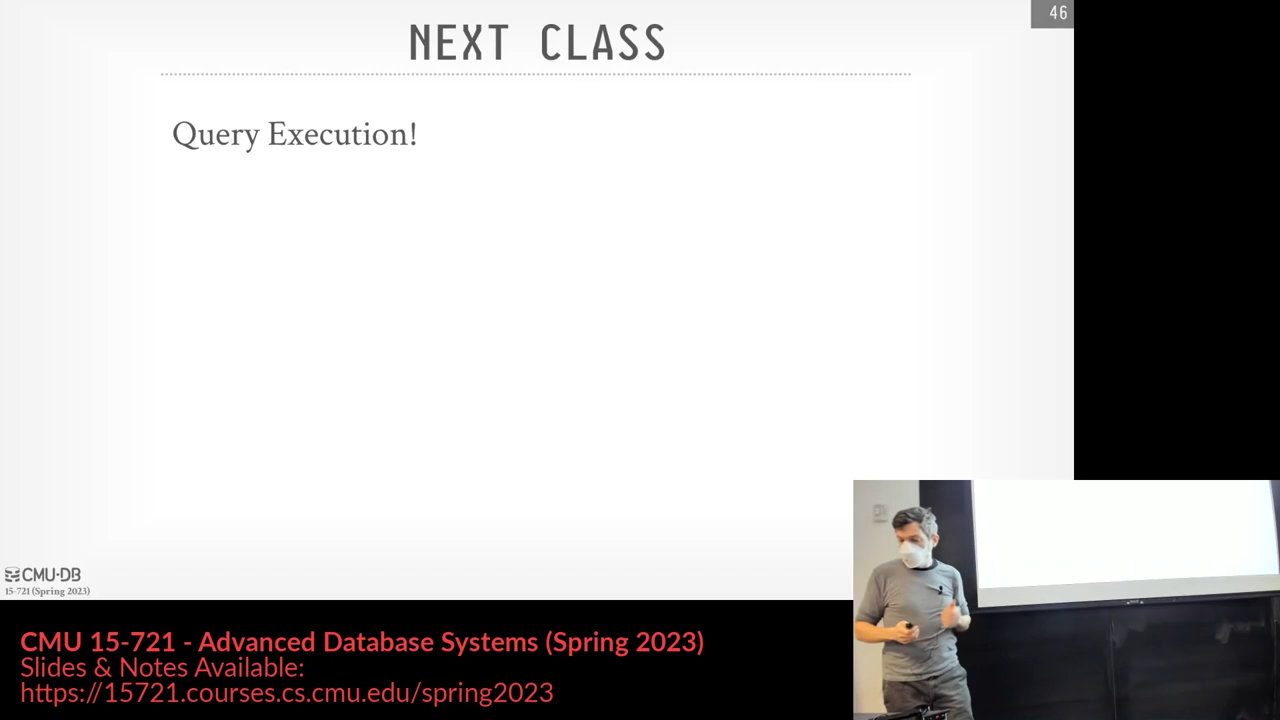 46
NEXT CLASS
Query Execution!
CMU·DB
15-721 (Spring 2023)
CMU 15-721 - Advanced Database Systems (Spring 2023)
Slides & Notes Available:
https://15721.courses.cs.cmu.edu/spring2023